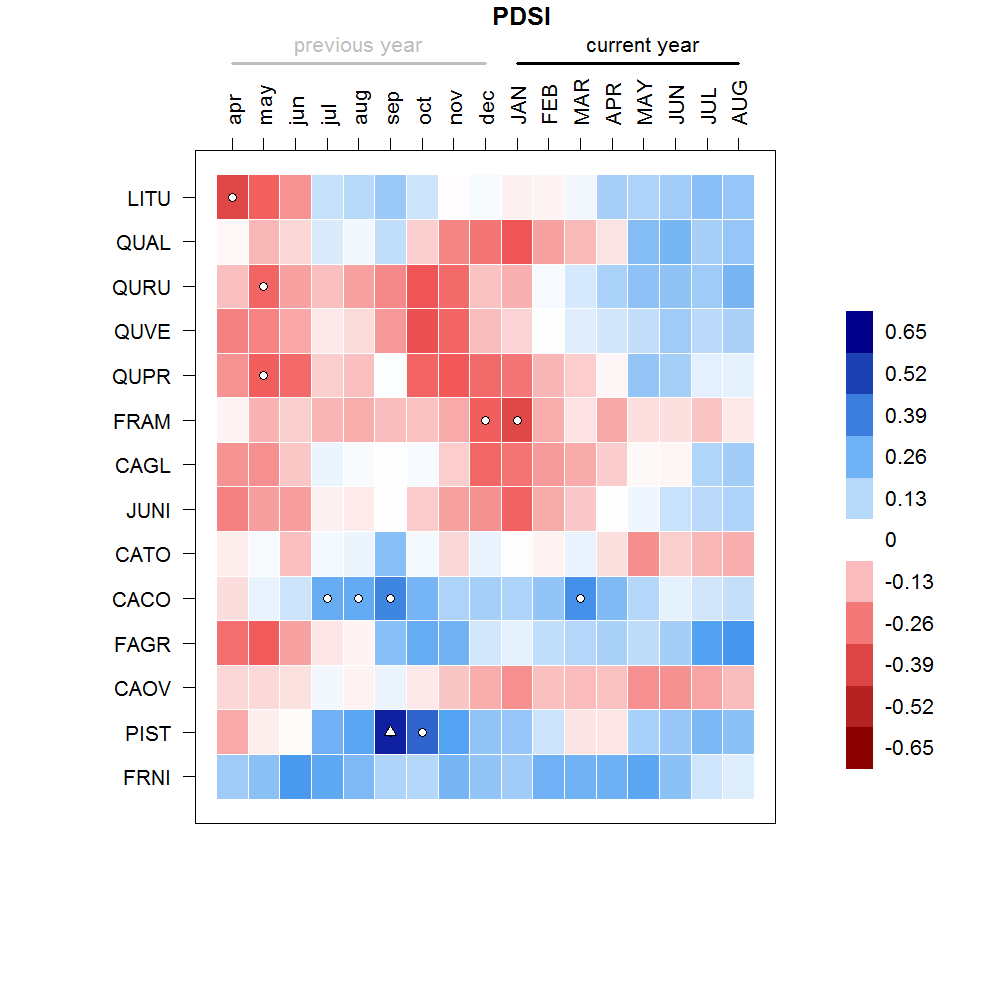 PDSI
previous year current year
apr may jun jul aug sep oct nov dec JAN FEB MAR APR MAY JUN JUL AUG
LITU
QUAL
QURU
QUVE
QUPR
FRAM
CAGL
JUNI
CATO
CACO
FAGR
CAOV
PIST
FRNI
0.65
0.52
0.39
0.26
0.13
0
-0.13
-0.26
-0.39
-0.52
-0.65